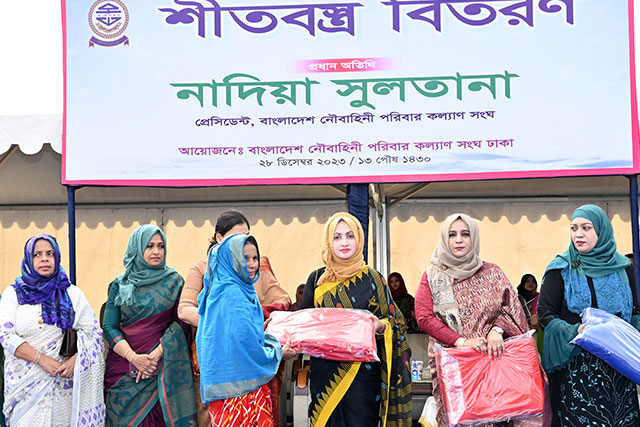 শীতবস্ত্র বিতরণ
প্রধান অতিথি
নাদিয়া সুলতানা
প্রেসিডেন্ট, বাংলাদেশ নৌবাহিনী পরিবার কল্যাণ সংঘ
আয়োজনেঃ বাংলাদেশ নৌবাহিনী পরিবার কল্যাণ সংঘ ঢাকা
২৮ ডিসেম্বর ২০২৩ / ১৩ পৌষ ১৪৩০